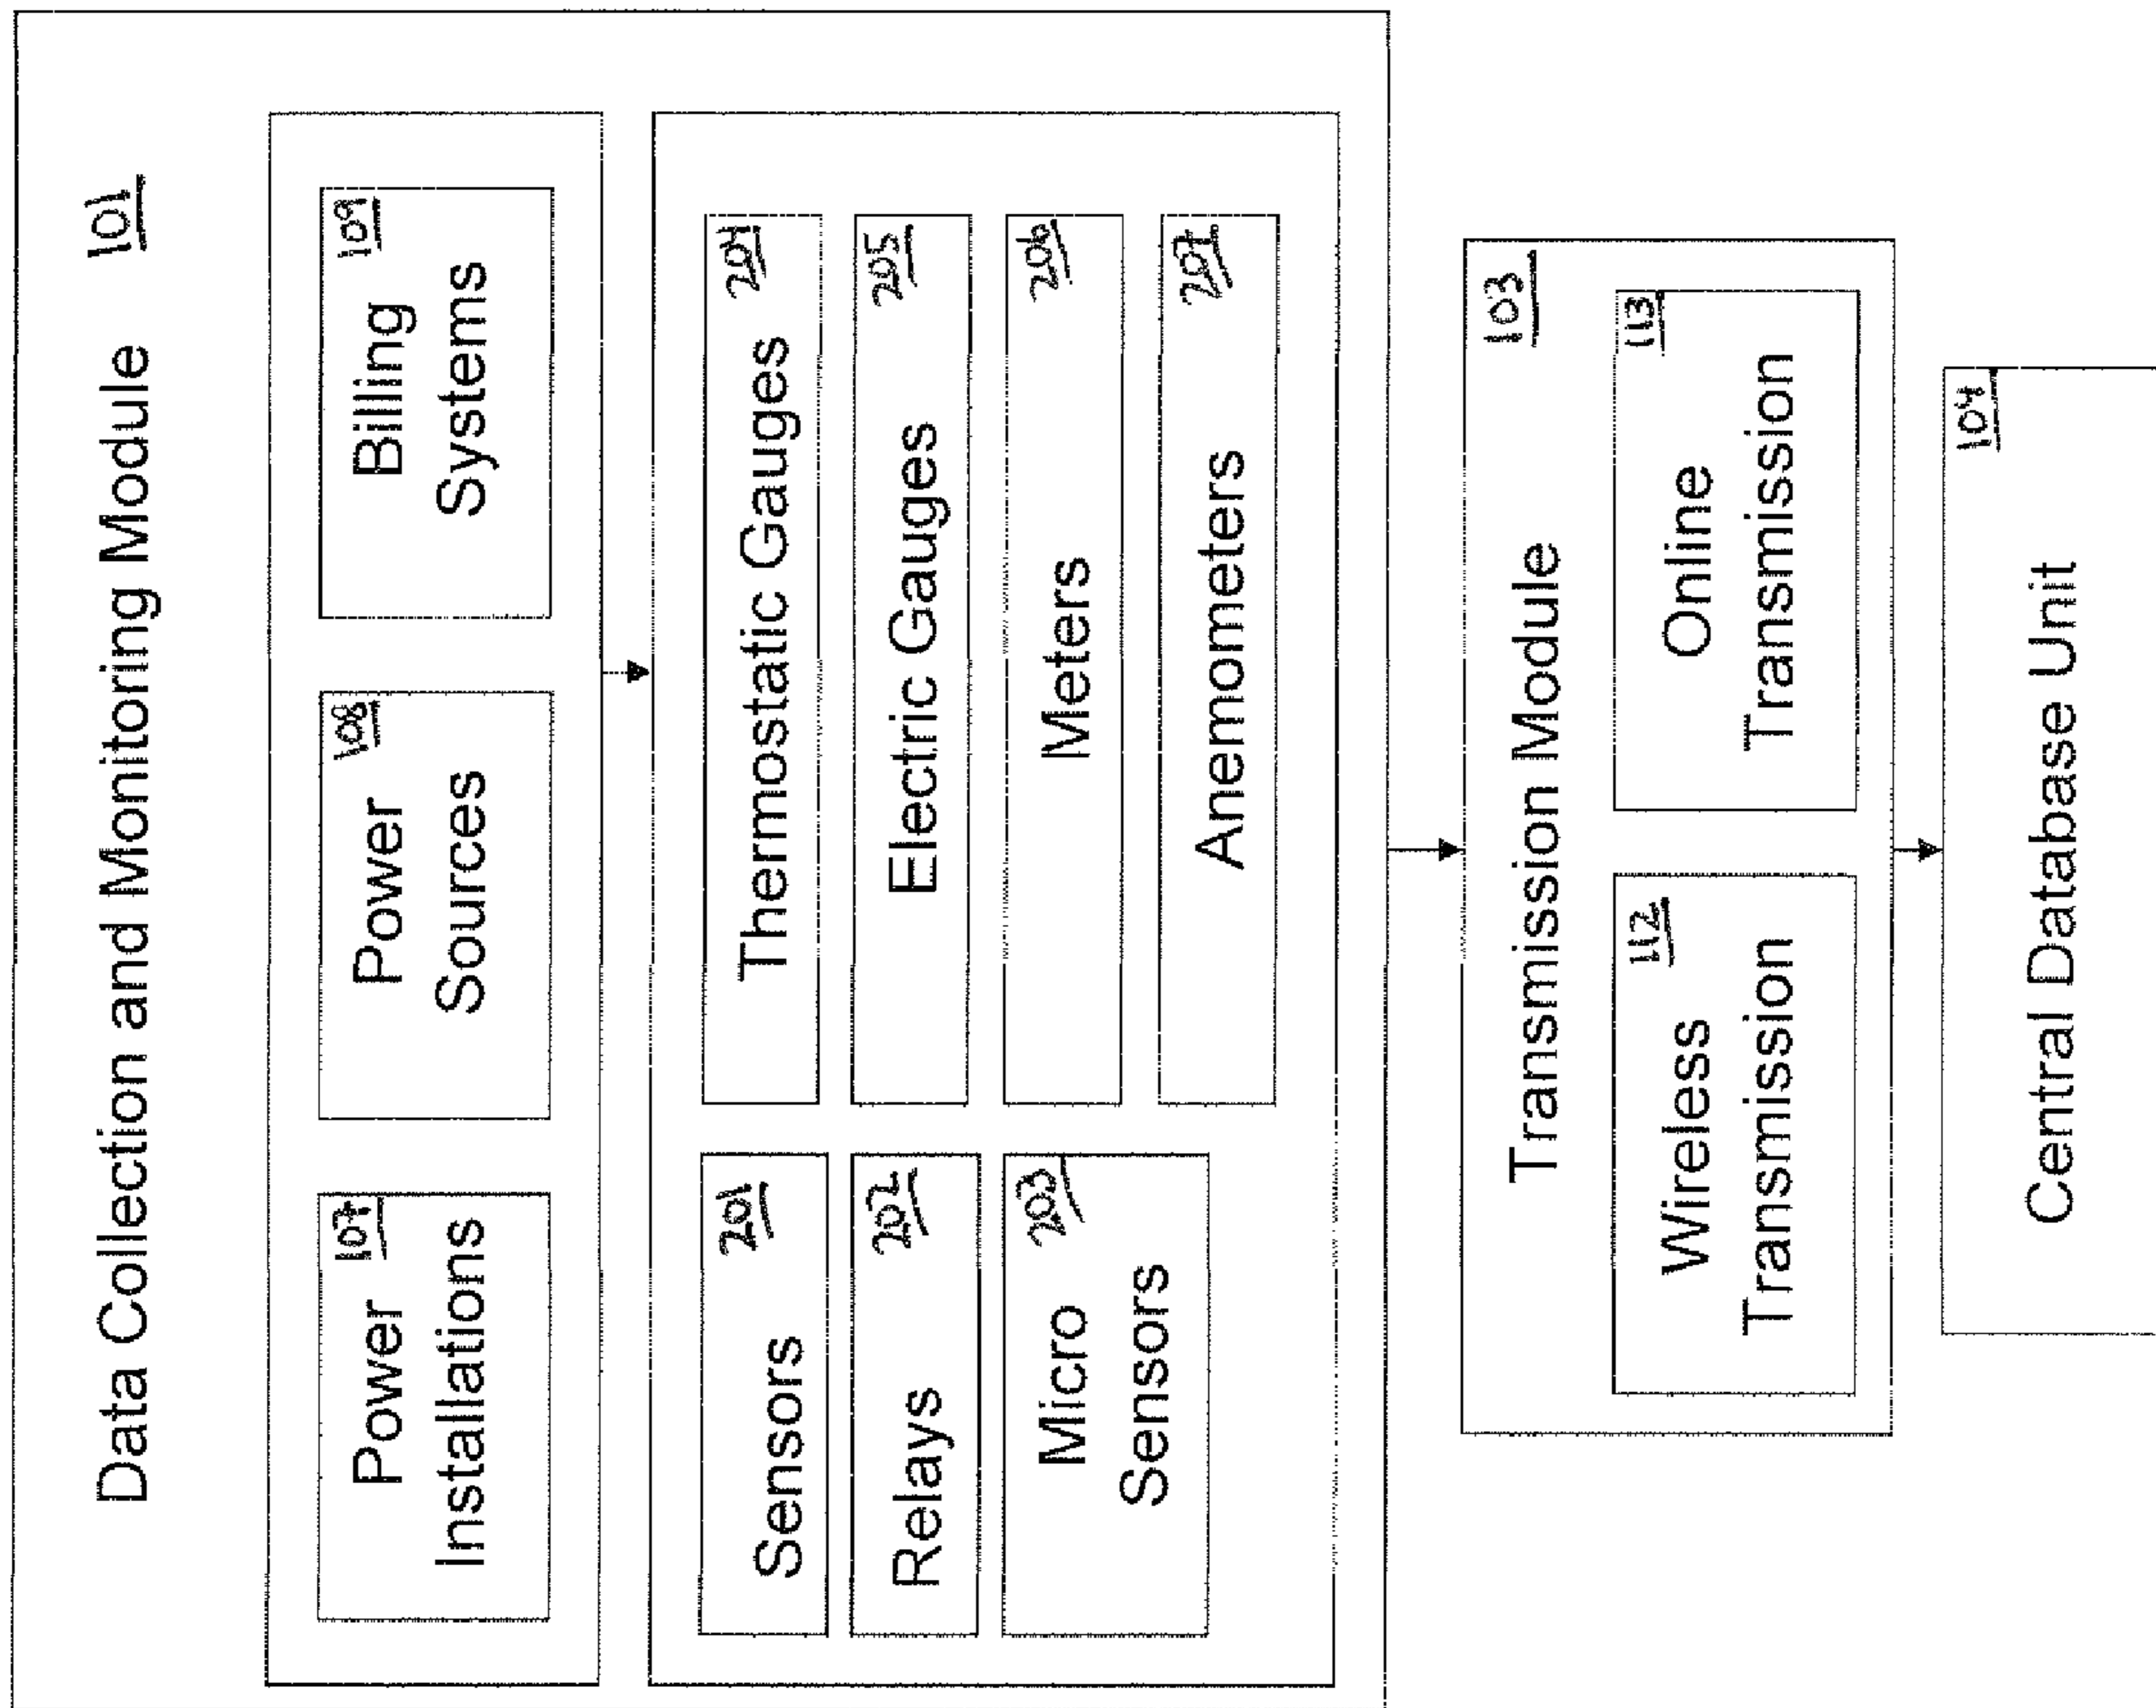 Data Collection and Monitoring Module 101
107
Power
Installations
108
Power
Sources
109
Billing
Systems
Sensors 201
Relays 202
Micro 203
Sensors
Thermostatic Gauges 204
Electric Gauges 205
Meters 206
Anemometers 207
Transmission Module 103
112
Wireless
Transmission
113
Online
Transmission
104
Central Database Unit